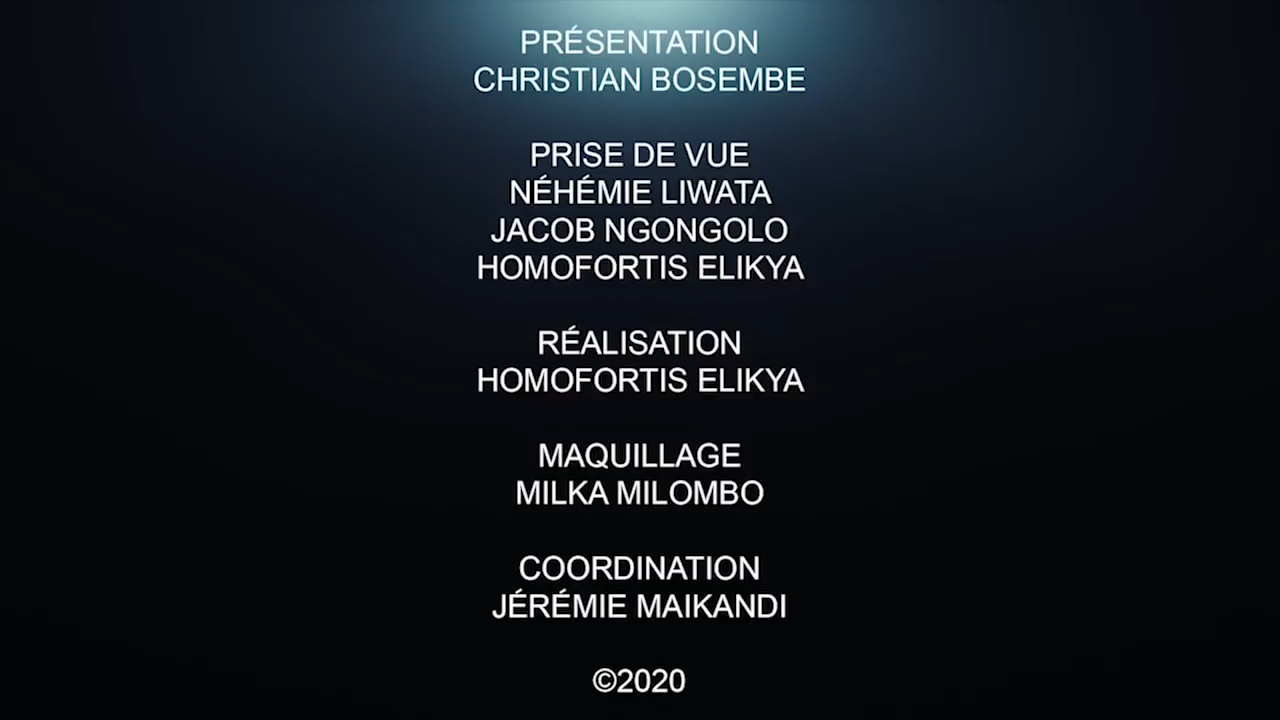 PRÉSENTATION
CHRISTIAN BOSEMBE
PRISE DE VUE
NÉHÉMIE LIWATA
JACOB NGONGOLO
HOMOFORTIS ELIKYA
RÉALISATION
HOMOFORTIS ELIKYA
MAQUILLAGE
MILKA MILOMBO
COORDINATION
JÉRÉMIE MAIKANDI
©2020